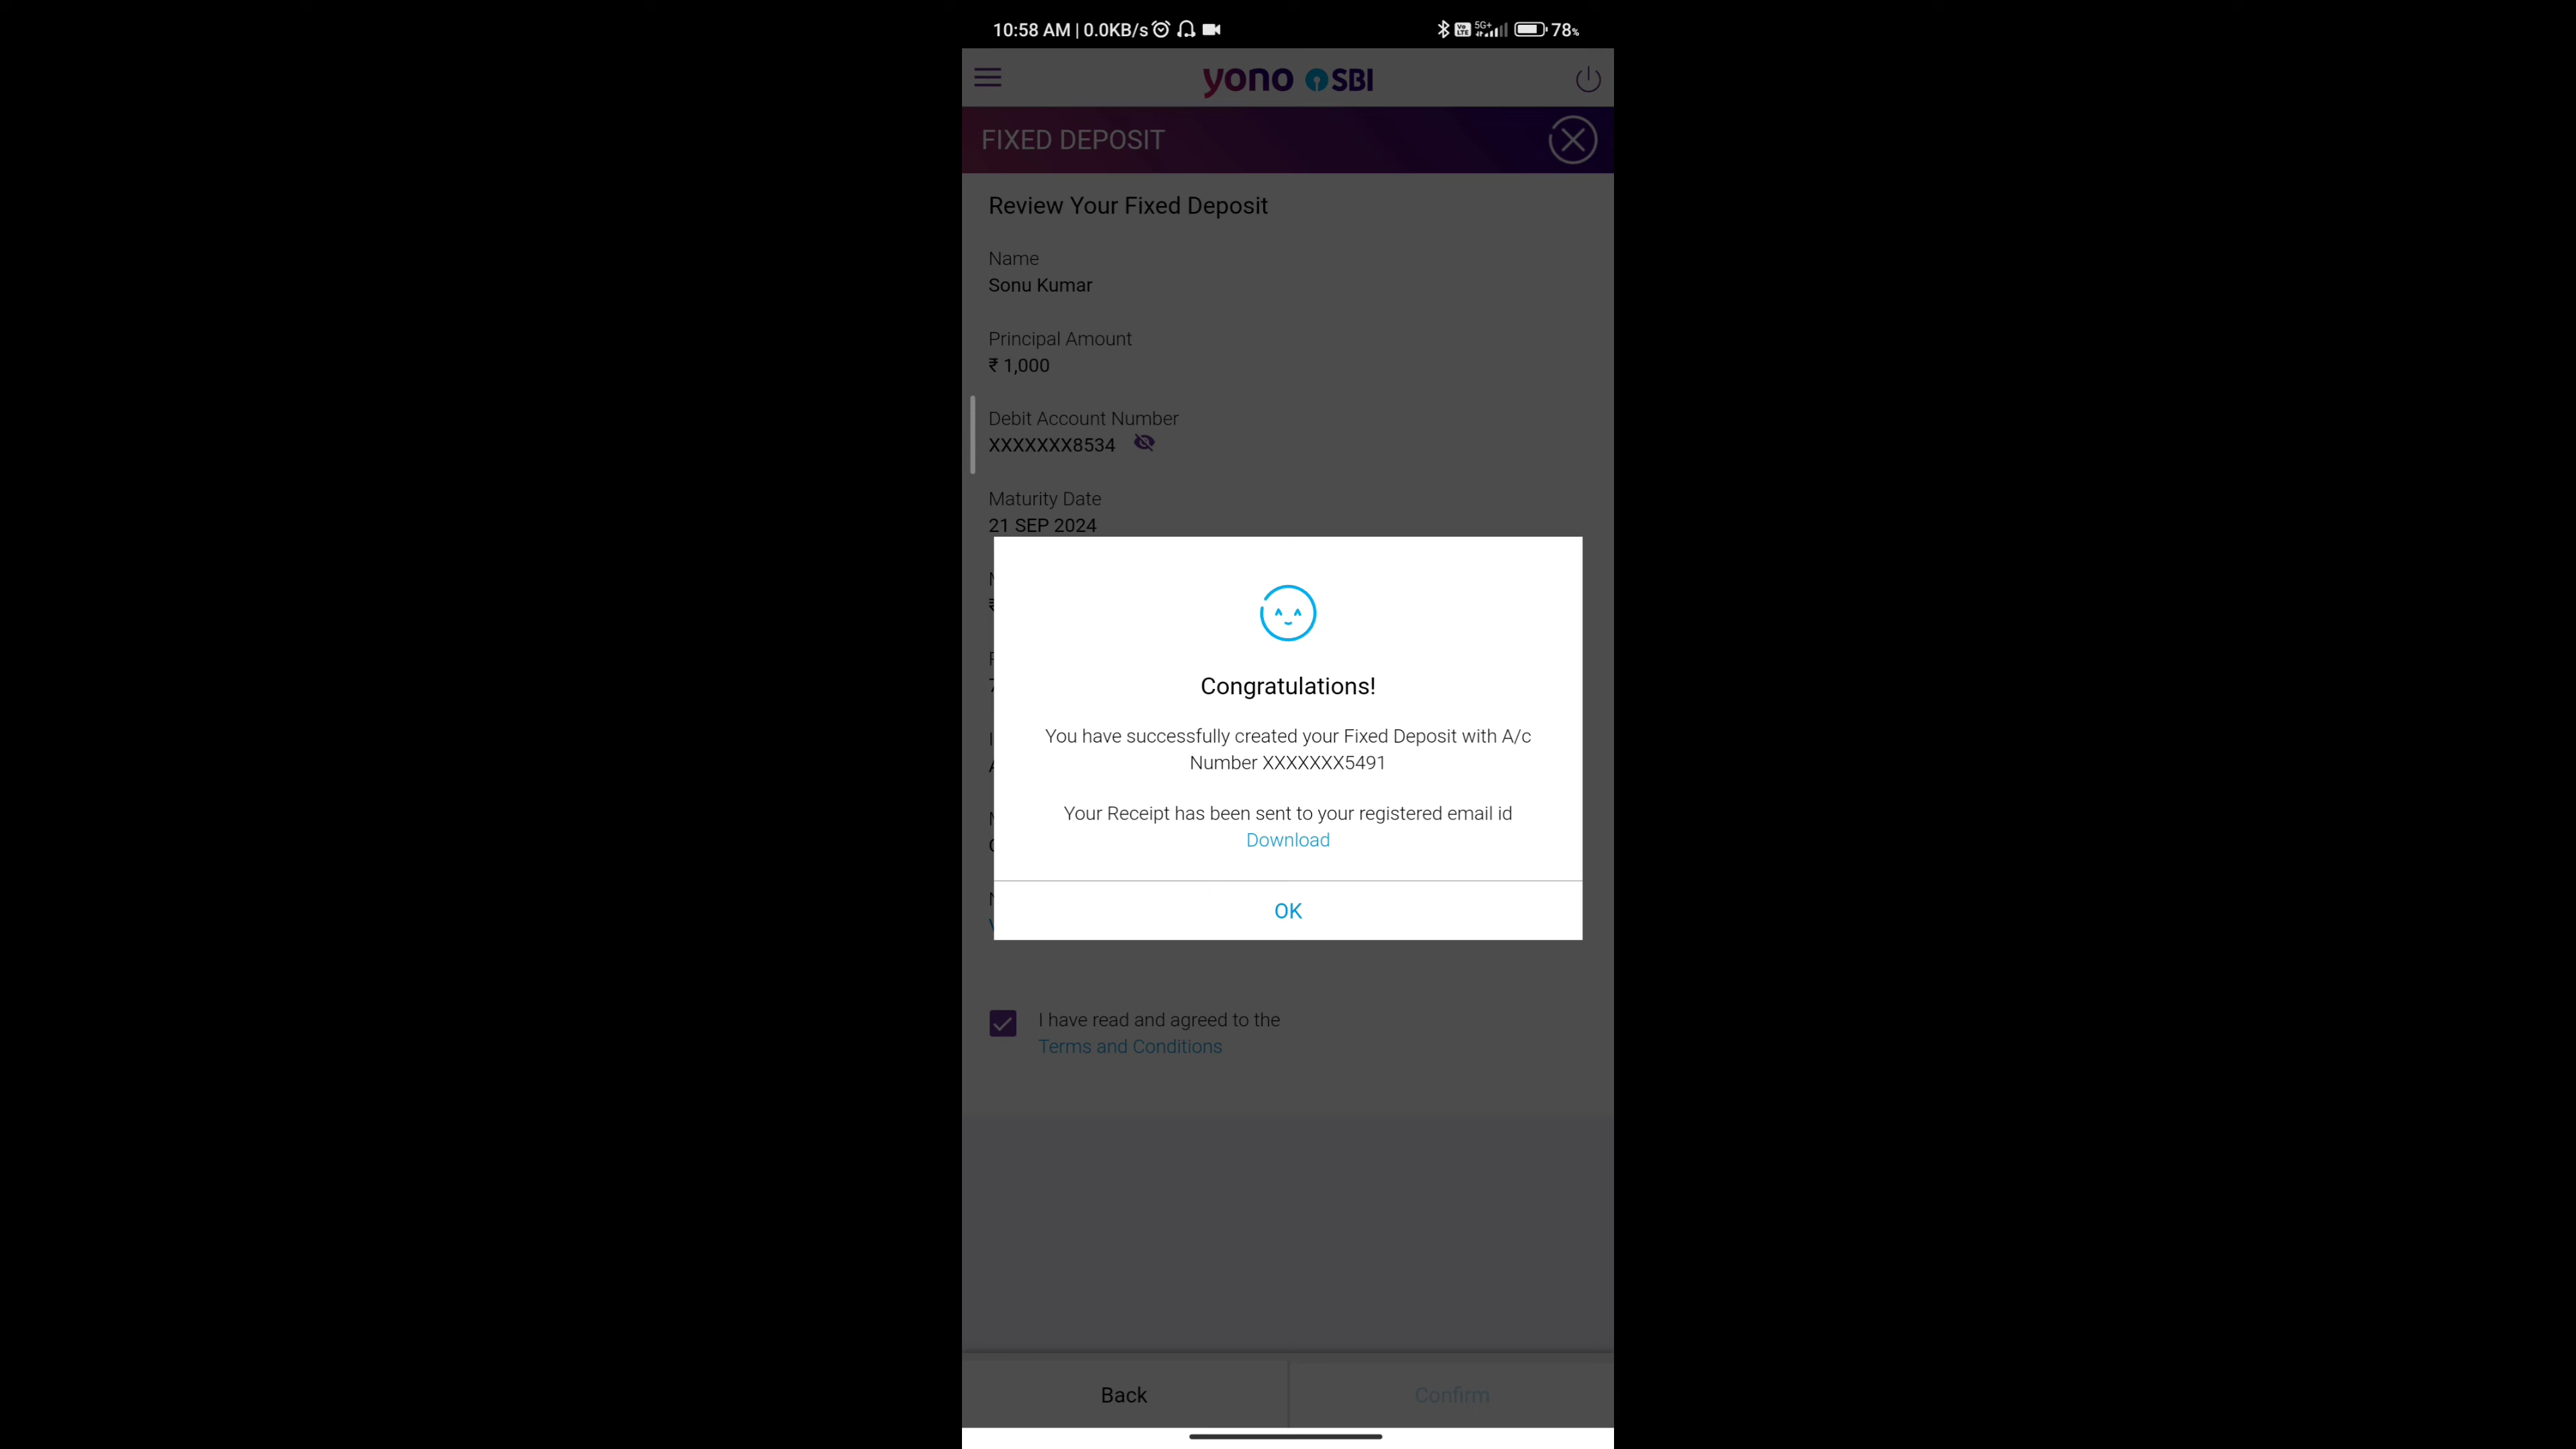 10:58 AM | 0.0KB/s 5G+ 78%
yono SBI
FIXED DEPOSIT
Review Your Fixed Deposit
Name
Sonu Kumar
Principal Amount
₹ 1,000
Debit Account Number
XXXXXXX8534
Maturity Date
21 SEP 2024
Congratulations!
You have successfully created your Fixed Deposit with A/c
Number XXXXXXX5491
Your Receipt has been sent to your registered email id
Download
OK
I have read and agreed to the
Terms and Conditions
Back
Confirm